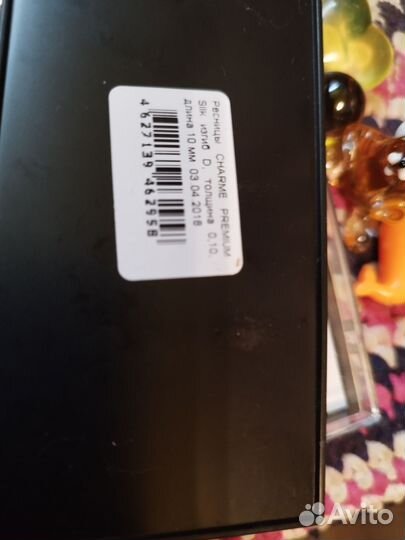 Ресницы CHARME PREMIUM
Silk изгиб D, толщина 0,10,
длина 10 мм 03.04.2018
4 627139 462958
Avito